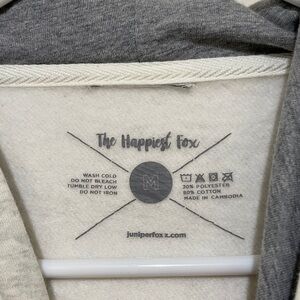 The Happiest Fox
WASH COLD
DO NOT BLEACH
TUMBLE DRY LOW
DO NOT IRON
M
20% POLYESTER
80% COTTON
MADE IN CAMBODIA
juniperfoxx.com